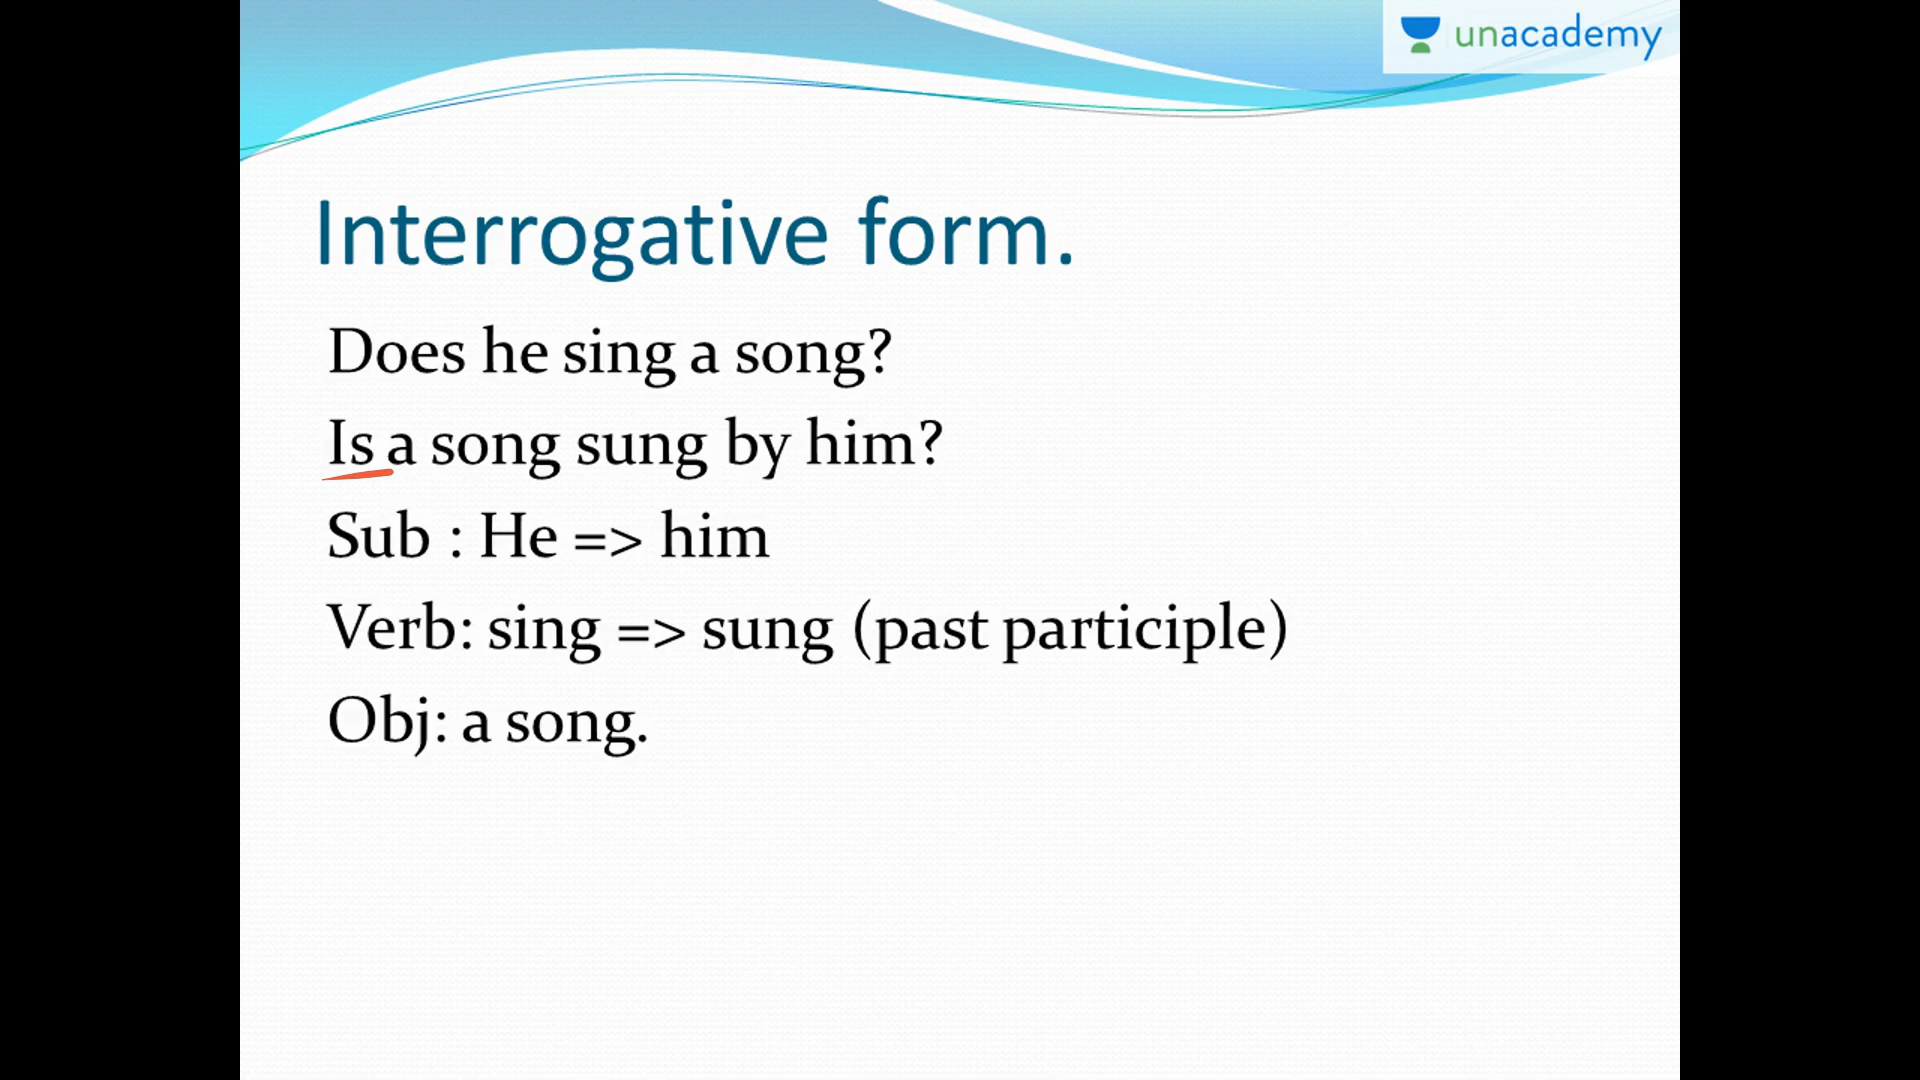 unacademy
Interrogative form.
Does he sing a song?
Is a song sung by him?
Sub : He => him
Verb: sing => sung (past participle)
Obj: a song.